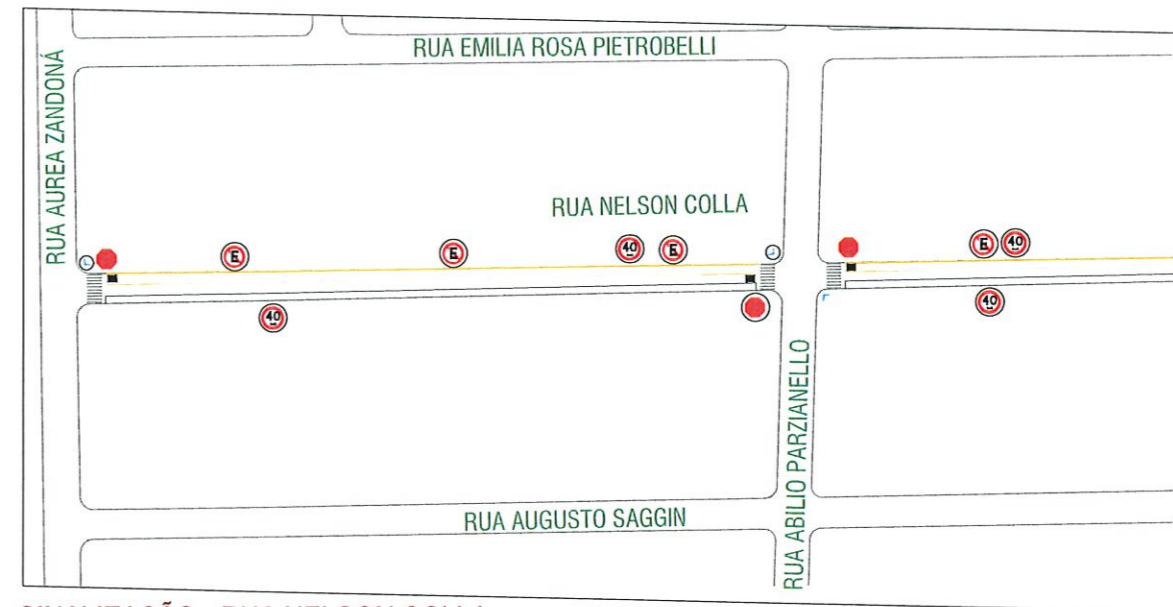 RUA EMILIA ROSA PIETROBELLI
RUA AUREA ZANDONÁ
RUA NELSON COLLA
E
E
40
E
E
40
40
40
RUA ABILIO PARZIANELLO
RUA AUGUSTO SAGGIN